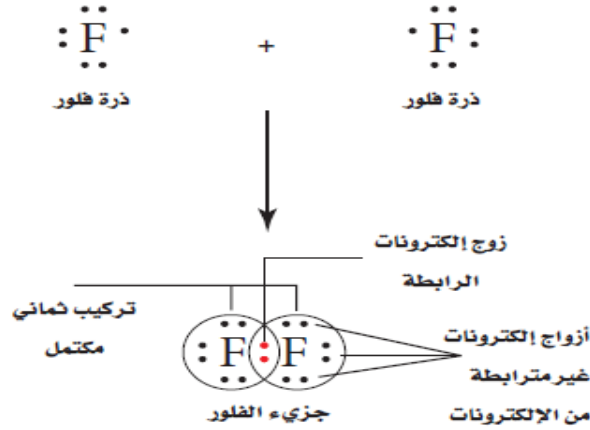 F + F
ذرة فلور
ذرة فلور
زوج إلكترونات
الرابطة
تركيب ثماني
مكتمل
F F
أزواج إلكترونات
غير مترابطة
من الإلكترونات
جزيء الفلور